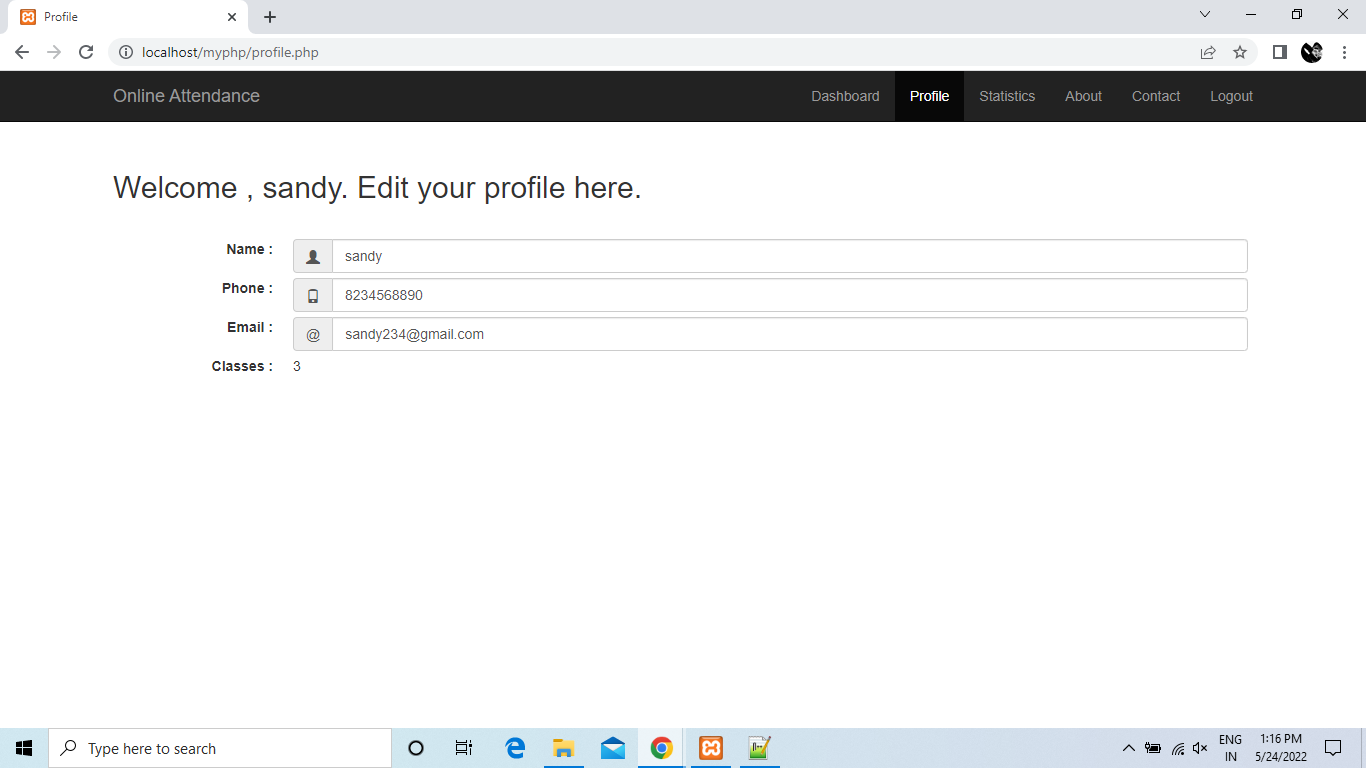 Profile
localhost/myphp/profile.php
Online Attendance Dashboard Profile Statistics About Contact Logout
Welcome , sandy. Edit your profile here.
Name : sandy
Phone : 8234568890
Email : @ sandy234@gmail.com
Classes : 3
Type here to search
ENG 1:16 PM
IN 5/24/2022